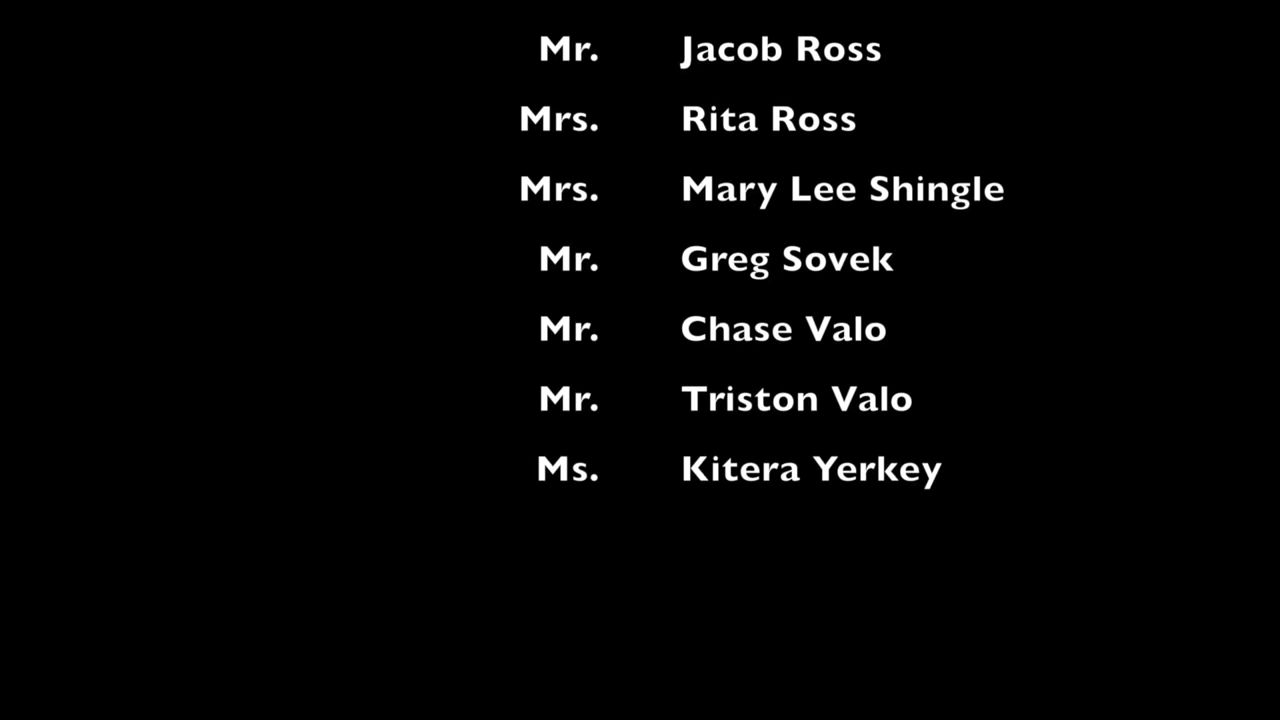 Mr. Jacob Ross
Mrs. Rita Ross
Mrs. Mary Lee Shingle
Mr. Greg Sovek
Mr. Chase Valo
Mr. Triston Valo
Ms. Kitera Yerkey